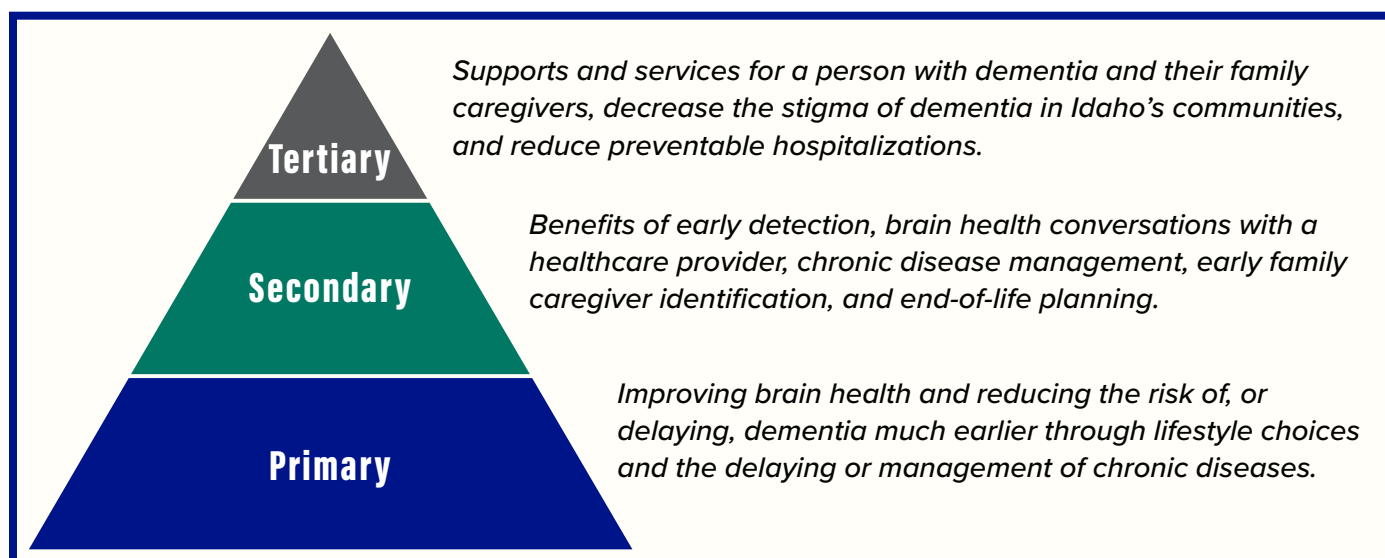 Supports and services for a person with dementia and their family
caregivers, decrease the stigma of dementia in Idaho’s communities,
and reduce preventable hospitalizations.
Tertiary
Benefits of early detection, brain health conversations with a
healthcare provider, chronic disease management, early family
caregiver identification, and end-of-life planning.
Secondary
Improving brain health and reducing the risk of, or
delaying, dementia much earlier through lifestyle choices
and the delaying or management of chronic diseases.
Primary